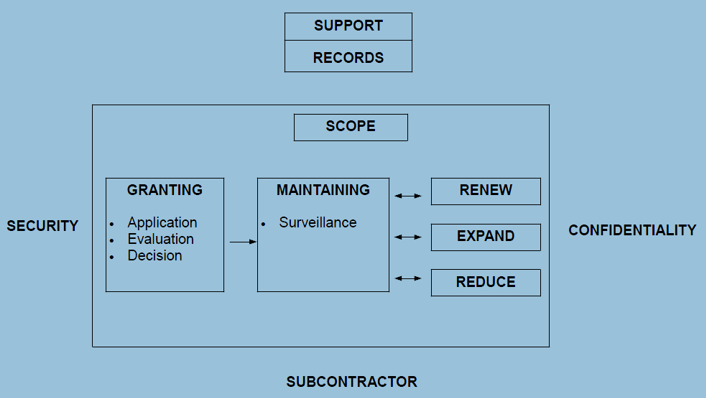 SUPPORT
RECORDS
SCOPE
GRANTING
• Application
• Evaluation
• Decision
MAINTAINING
• Surveillance
RENEW
EXPAND
REDUCE
SECURITY
CONFIDENTIALITY
SUBCONTRACTOR